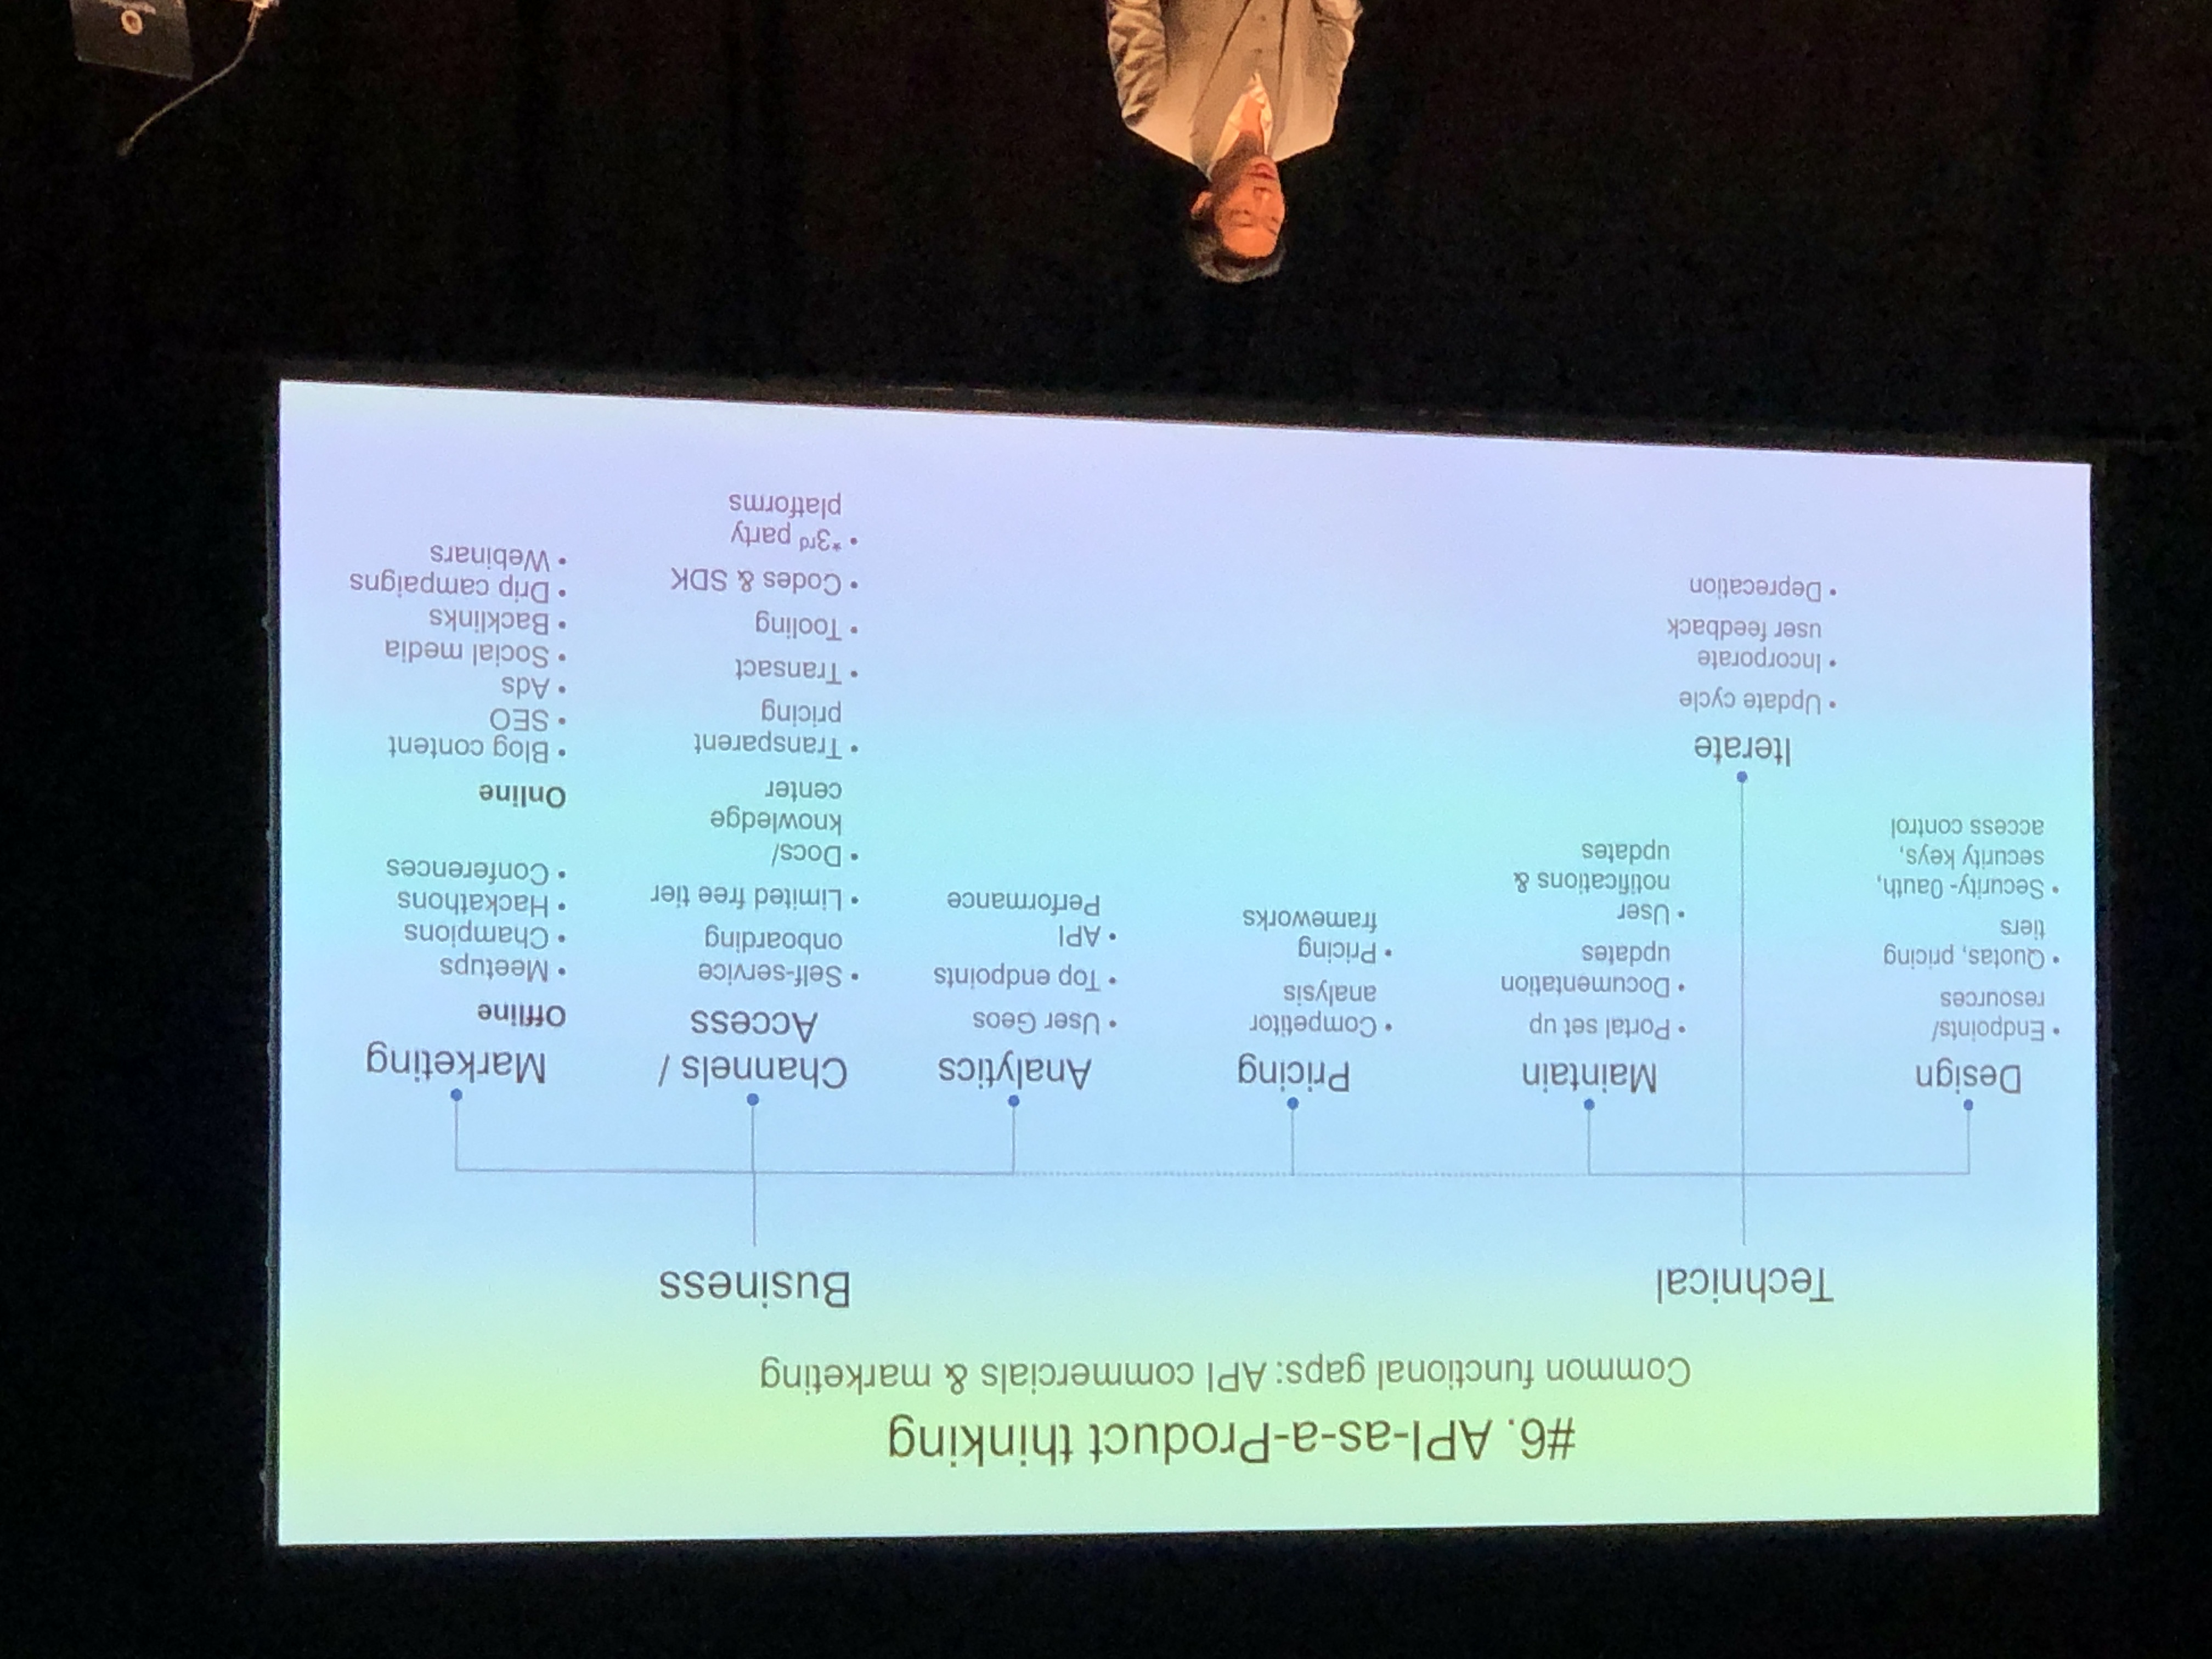 #6. API-as-a-Product thinking
Common functional gaps: API commercials & marketing
Technical
Business
Design
• Endpoints/
resources
• Quotas, pricing
tiers
• Security- 0auth,
security keys,
access control
Iterate
• Update cycle
• Incorporate
user feedback
• Deprecation
Maintain
• Portal set up
• Documentation
updates
• User
notifications &
updates
Pricing
• Competitor
analysis
• Pricing
frameworks
Analytics
• User Geos
• Top endpoints
• API
Performance
Channels /
Access
• Self-service
onboarding
• Limited free tier
• Docs/
knowledge
center
• Transparent
pricing
• Transact
• Tooling
• Codes & SDK
• *3rd party
platforms
Marketing
Offline
• Meetups
• Champions
• Hackathons
• Conferences
Online
• Blog content
• SEO
• Ads
• Social media
• Backlinks
• Drip campaigns
• Webinars